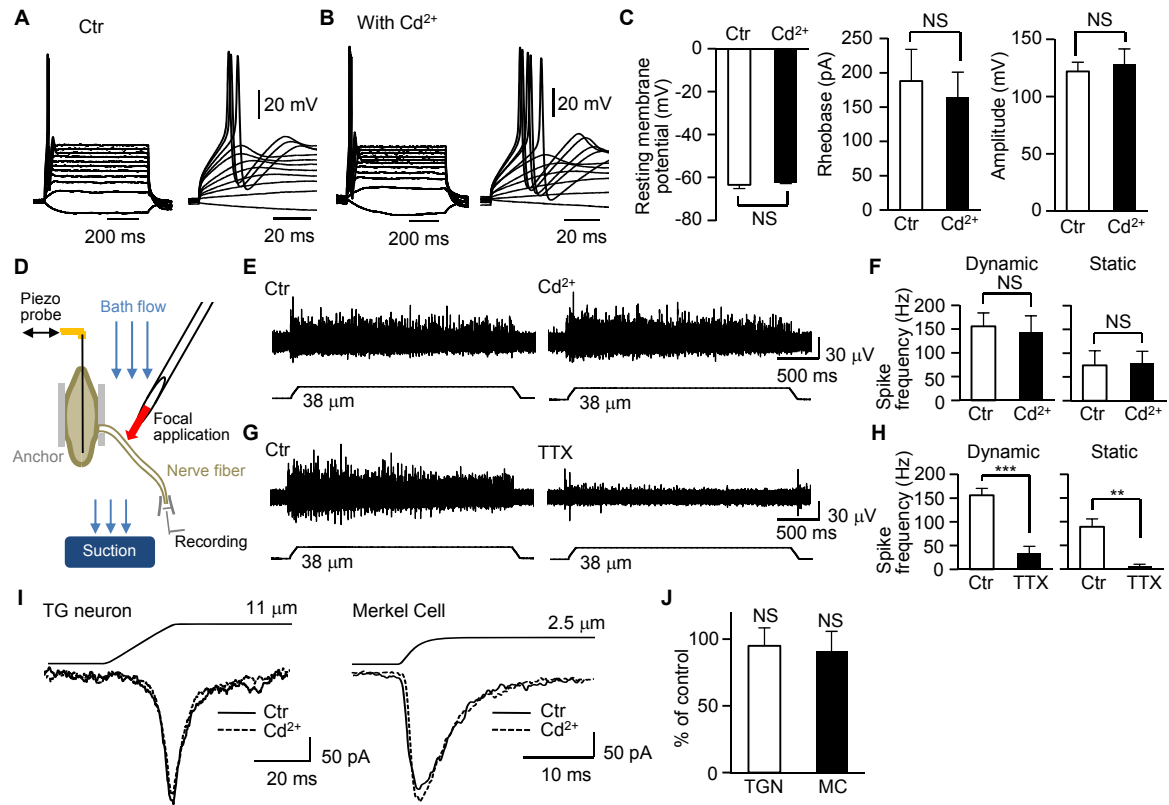 A
Ctr
20 mV
200 ms
20 ms
B
With Cd²⁺
20 mV
200 ms
20 ms
C
Ctr
Cd²⁺
Resting membrane
potential (mV)
0
-20
-40
-60
-80
NS
Rheobase (pA)
250
200
150
100
50
0
NS
Ctr
Cd²⁺
Amplitude (mV)
150
100
50
0
NS
Ctr
Cd²⁺
D
Piezo
probe
Bath flow
Focal
application
Anchor
Nerve fiber
Suction
Recording
E
Ctr
Cd²⁺
30 μV
500 ms
38 μm
38 μm
F
Dynamic
Static
Spike
frequency (Hz)
200
150
100
50
0
NS
NS
Ctr
Cd²⁺
Ctr
Cd²⁺
G
Ctr
TTX
30 μV
500 ms
38 μm
38 μm
H
Dynamic
Static
Spike
frequency (Hz)
200
150
100
50
0
***
**
Ctr
TTX
Ctr
TTX
I
TG neuron
11 μm
Ctr
Cd²⁺
50 pA
20 ms
Merkel Cell
2.5 μm
Ctr
Cd²⁺
50 pA
10 ms
J
% of control
100
50
0
NS
NS
TGN
MC